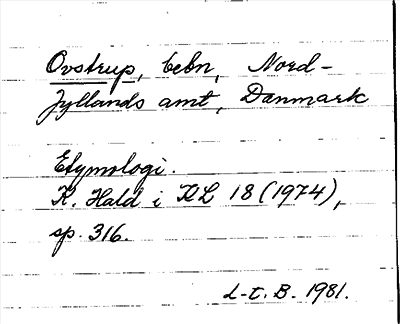 Ovstrup, bebn, Nord-
Jyllands amt, Danmark
Etymologi.
K. Hald i KL 18 (1974),
sp 316.
L-t. B. 1981.